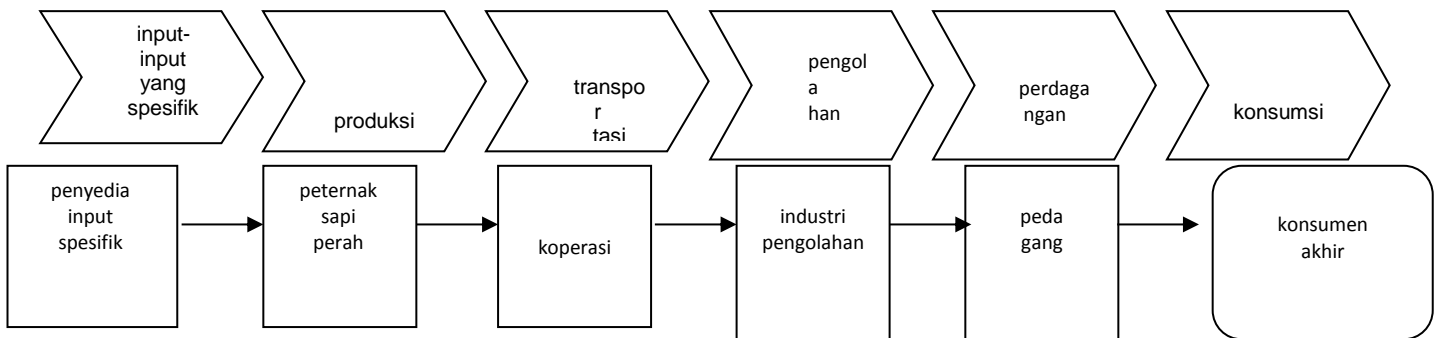 input-
input
yang
spesifik
produksi
transpo
r
tasi
pengol
a
han
perdaga
ngan
konsumsi
penyedia
input
spesifik
peternak
sapi
perah
koperasi
industri
pengolahan
peda
gang
konsumen
akhir